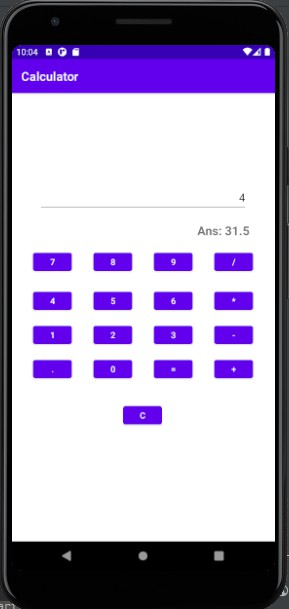 10:04
Calculator
4
Ans: 31.5
7 8 9 /
4 5 6 *
1 2 3 -
. 0 = +
C